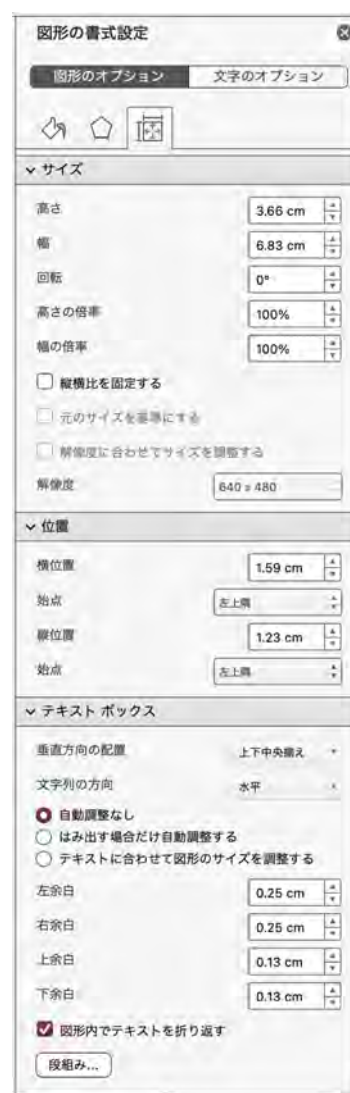 図形の書式設定
図形のオプション 文字のオプション
サイズ
高さ 3.66 cm
幅 6.83 cm
回転 0°
高さの倍率 100%
幅の倍率 100%
縦横比を固定する
元のサイズを基準にする
解像度に合わせてサイズを調整する
解像度 640 x 480
位置
横位置 1.59 cm
始点 左上隅
縦位置 1.23 cm
始点 左上隅
テキスト ボックス
垂直方向の配置 上下中央揃え
文字列の方向 水平
自動調整なし
はみ出す場合だけ自動調整する
テキストに合わせて図形のサイズを調整する
左余白 0.25 cm
右余白 0.25 cm
上余白 0.13 cm
下余白 0.13 cm
図形内でテキストを折り返す
段組み...